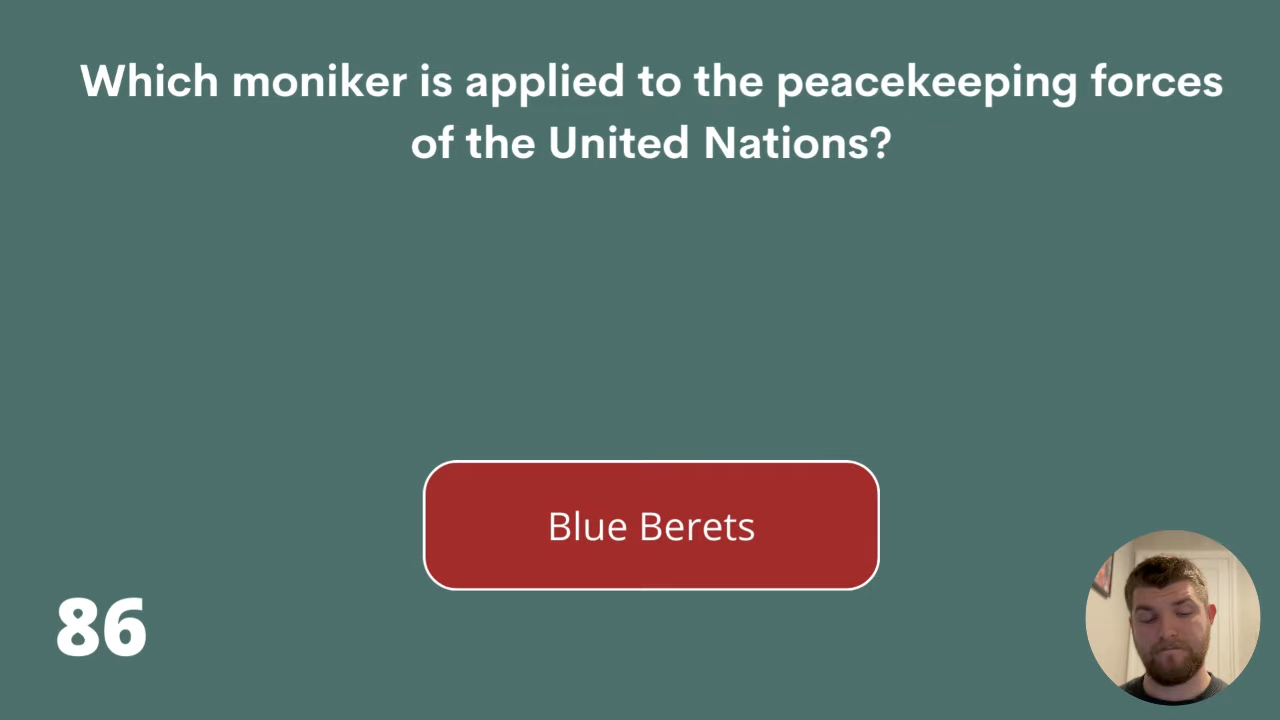 Which moniker is applied to the peacekeeping forces
of the United Nations?
Blue Berets
86